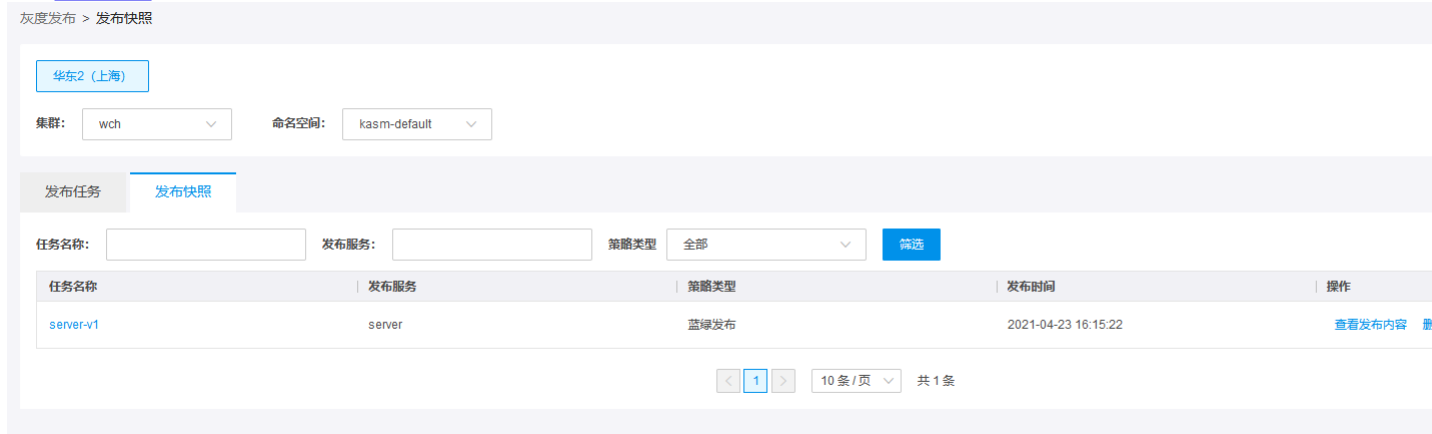 灰度发布 > 发布快照
华东2（上海）
集群： wch 命名空间： kasm-default
发布任务 发布快照
任务名称： 发布服务： 策略类型 全部 筛选
任务名称 发布服务 策略类型 发布时间 操作
server-v1 server 蓝绿发布 2021-04-23 16:15:22 查看发布内容
< 1 > 10 条 / 页 共 1 条